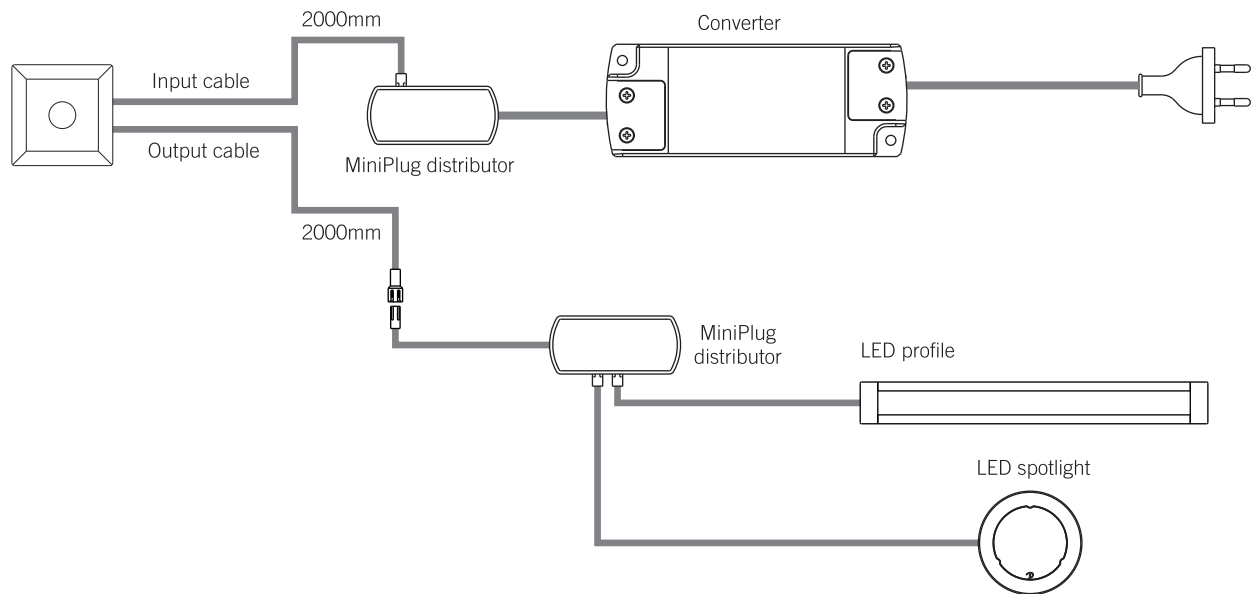 2000mm
Converter
Input cable
Output cable
MiniPlug distributor
2000mm
MiniPlug
distributor
LED profile
LED spotlight